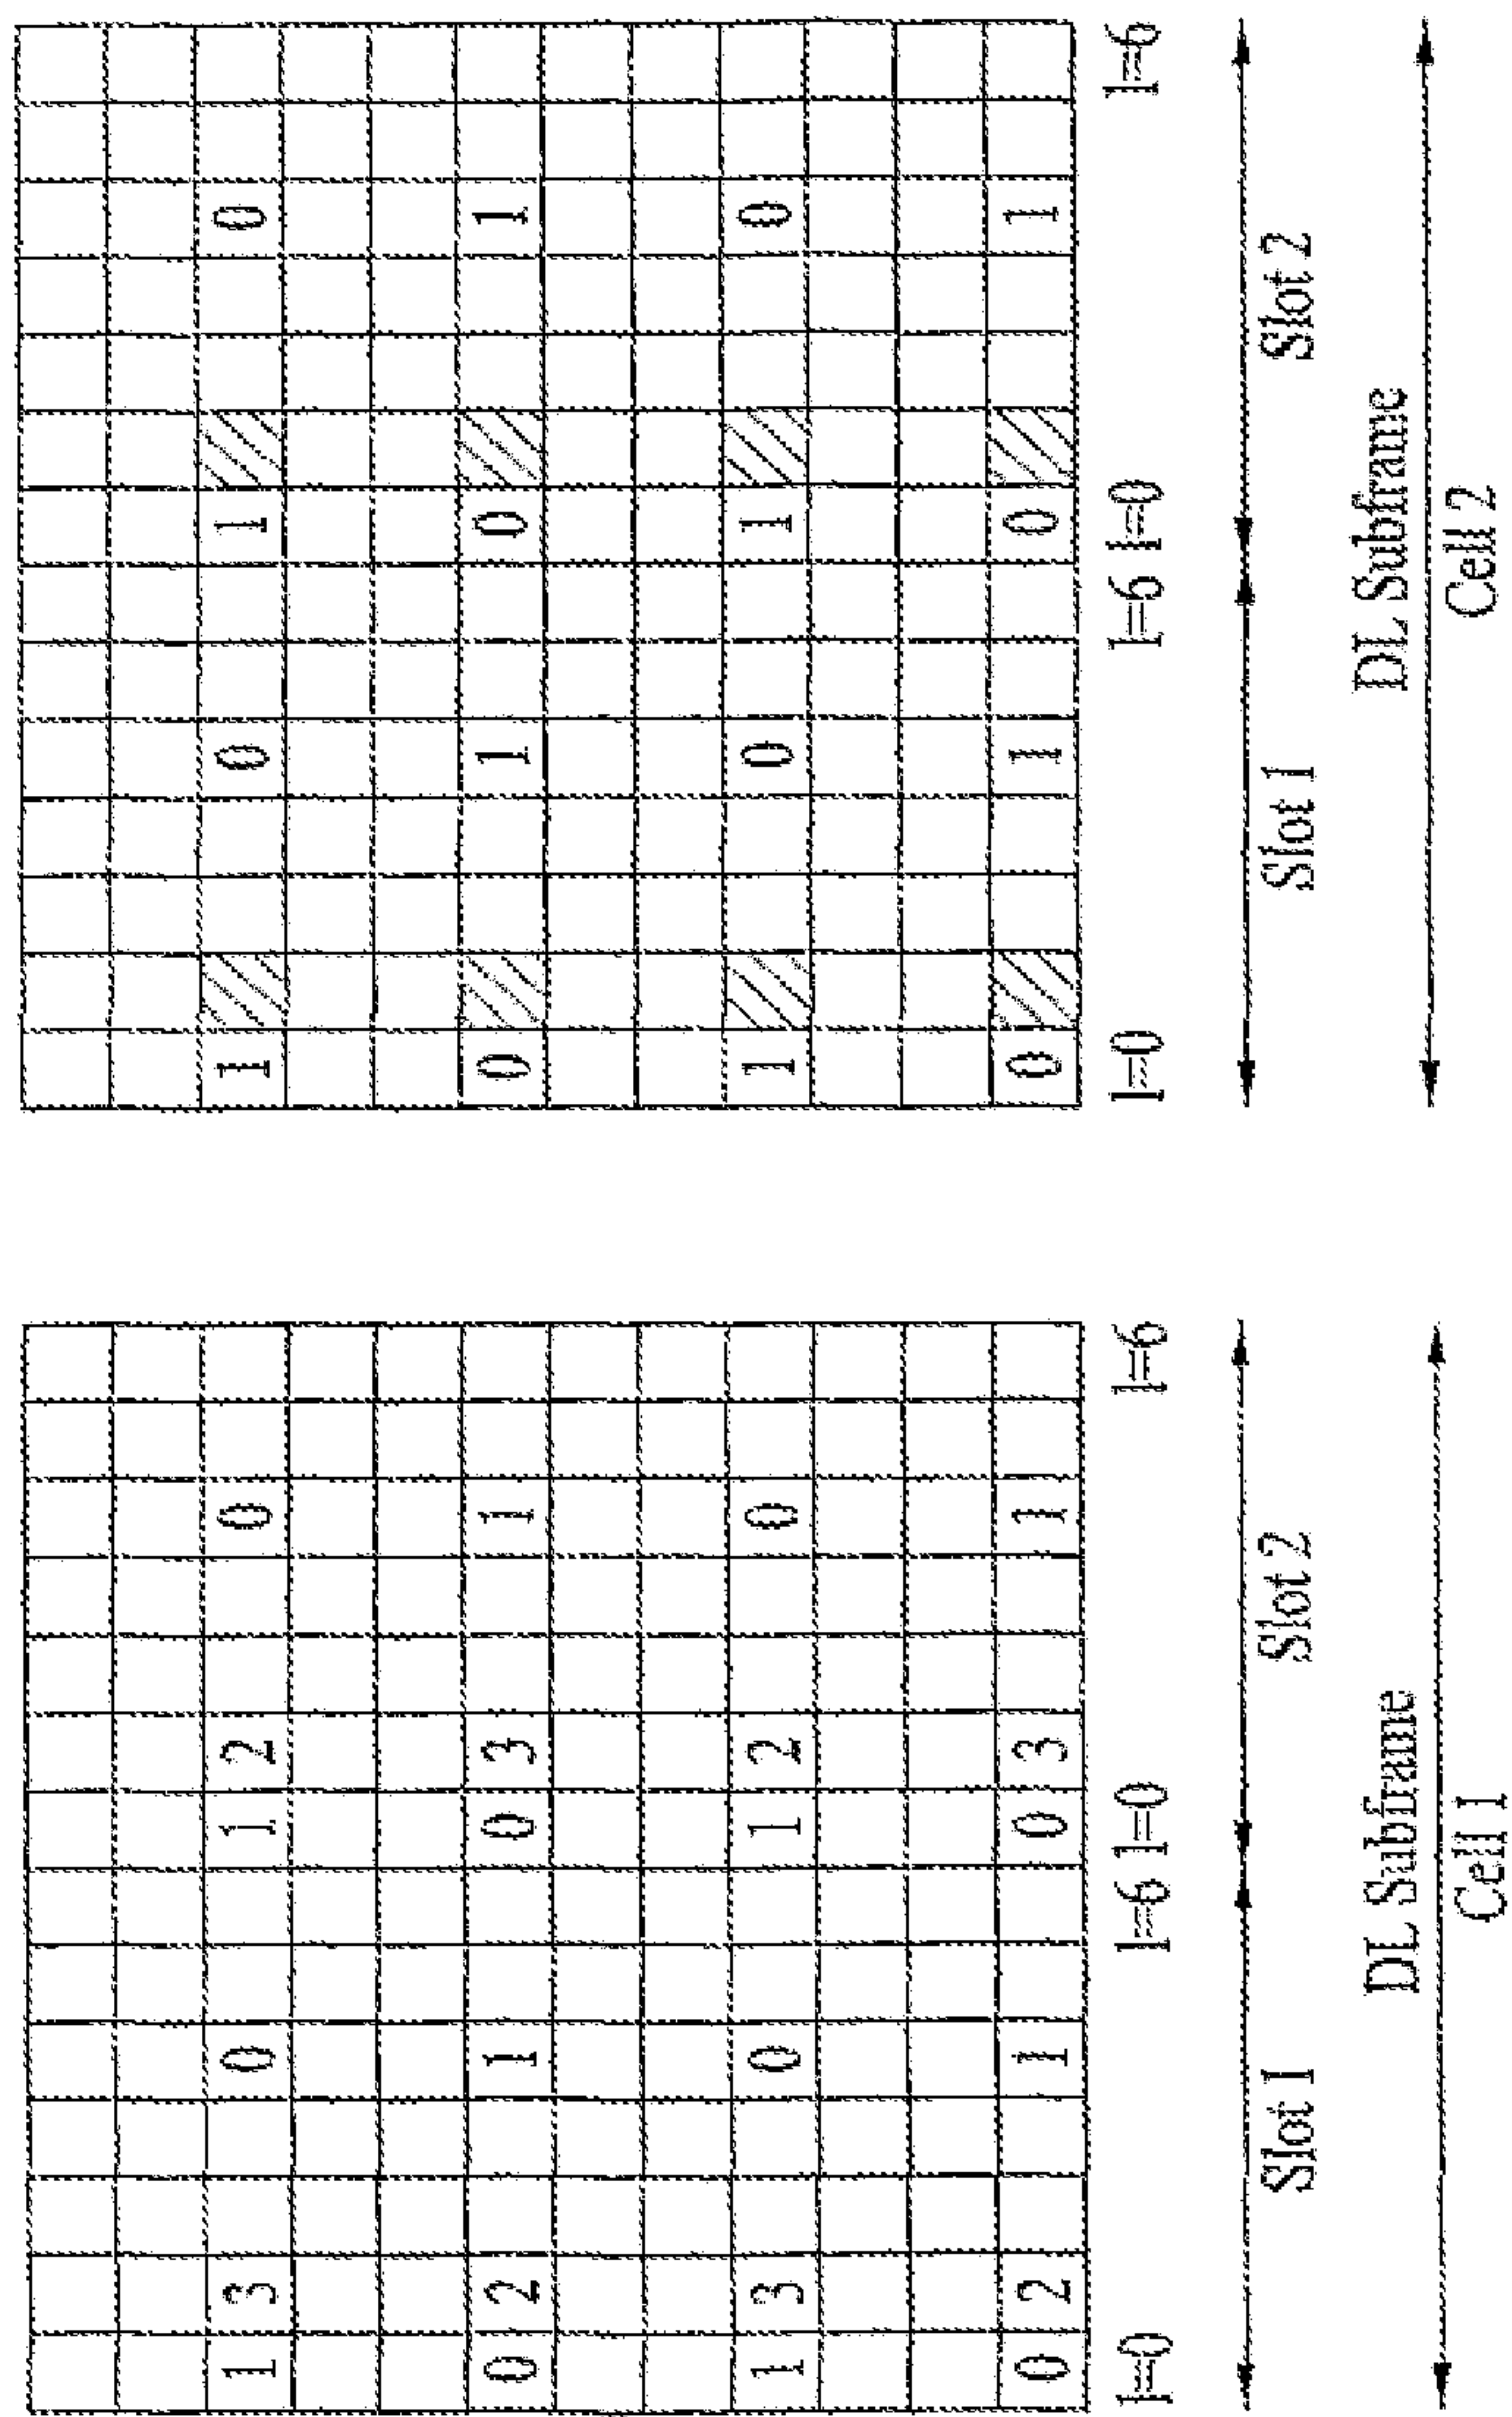 1 3 0 1 2 0 1 0 1 0
0 2 1 0 3 1 0 1 0 1
1 3 0 1 2 0 1 0 1 0
0 2 1 0 3 1 0 1 0 1
l=0 l=6 l=0 l=6 l=0 l=6 l=0 l=6
Slot 1 Slot 2 Slot 1 Slot 2
DL Subframe DL Subframe
Cell 1 Cell 2